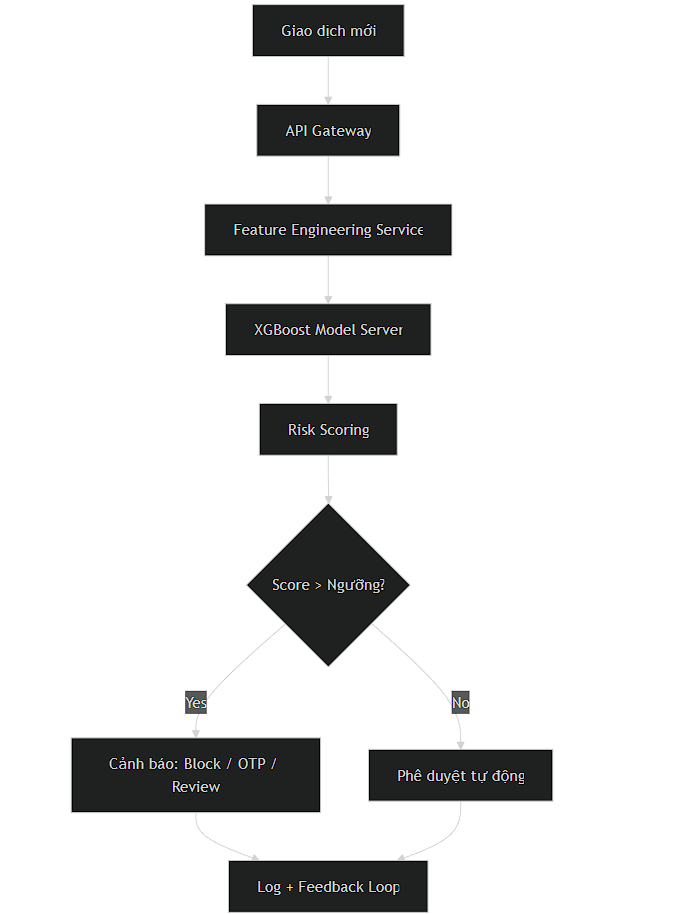 Giao dịch mới
API Gateway
Feature Engineering Service
XGBoost Model Server
Risk Scoring
Score > Ngưỡng?
Yes
No
Cảnh báo: Block / OTP /
Review
Phê duyệt tự động
Log + Feedback Loop